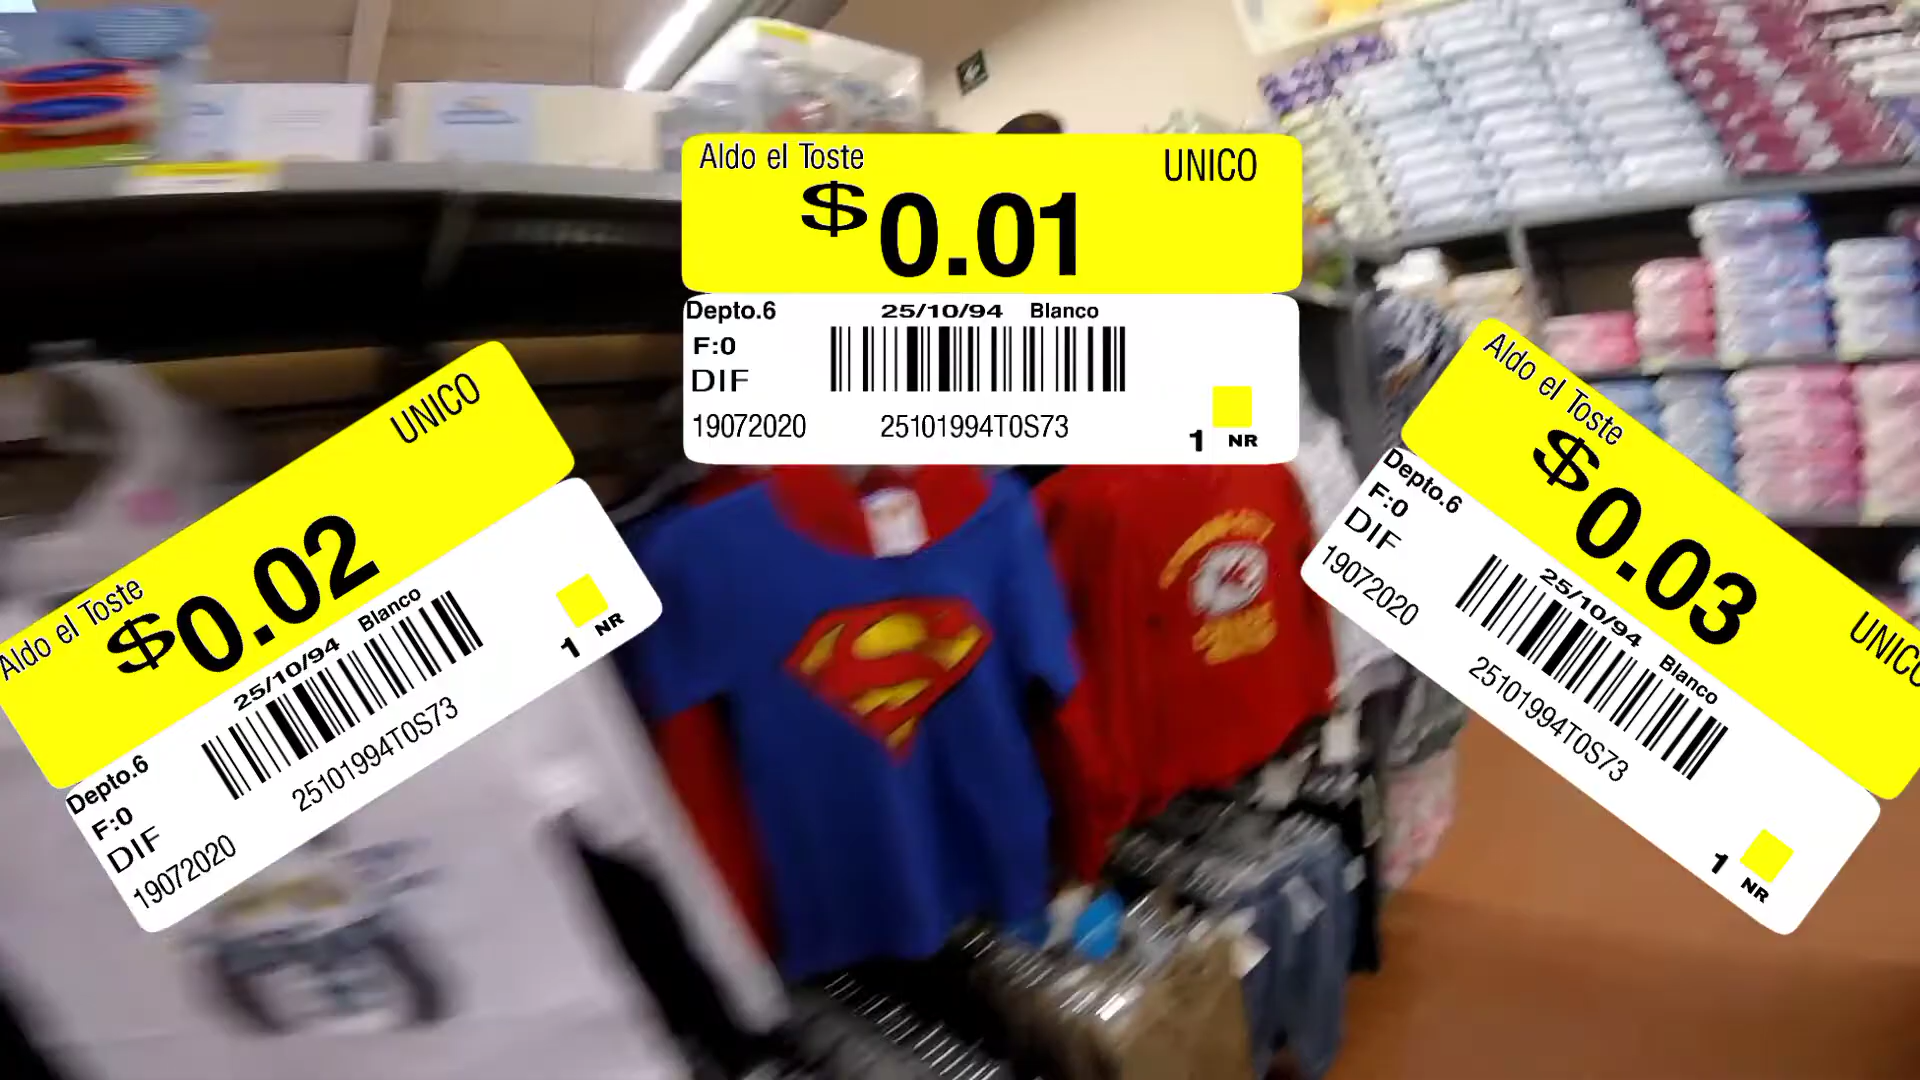 Aldo el Toste
UNICO
$0.01
Depto.6
25/10/94 Blanco
F:0
DIF
19072020
25101994T0S73
1 NR
Aldo el Toste
UNICO
$0.02
Depto.6
25/10/94 Blanco
F:0
DIF
19072020
25101994T0S73
1 NR
Aldo el Toste
UNICO
$0.03
Depto.6
25/10/94 Blanco
F:0
DIF
19072020
25101994T0S73
1 NR